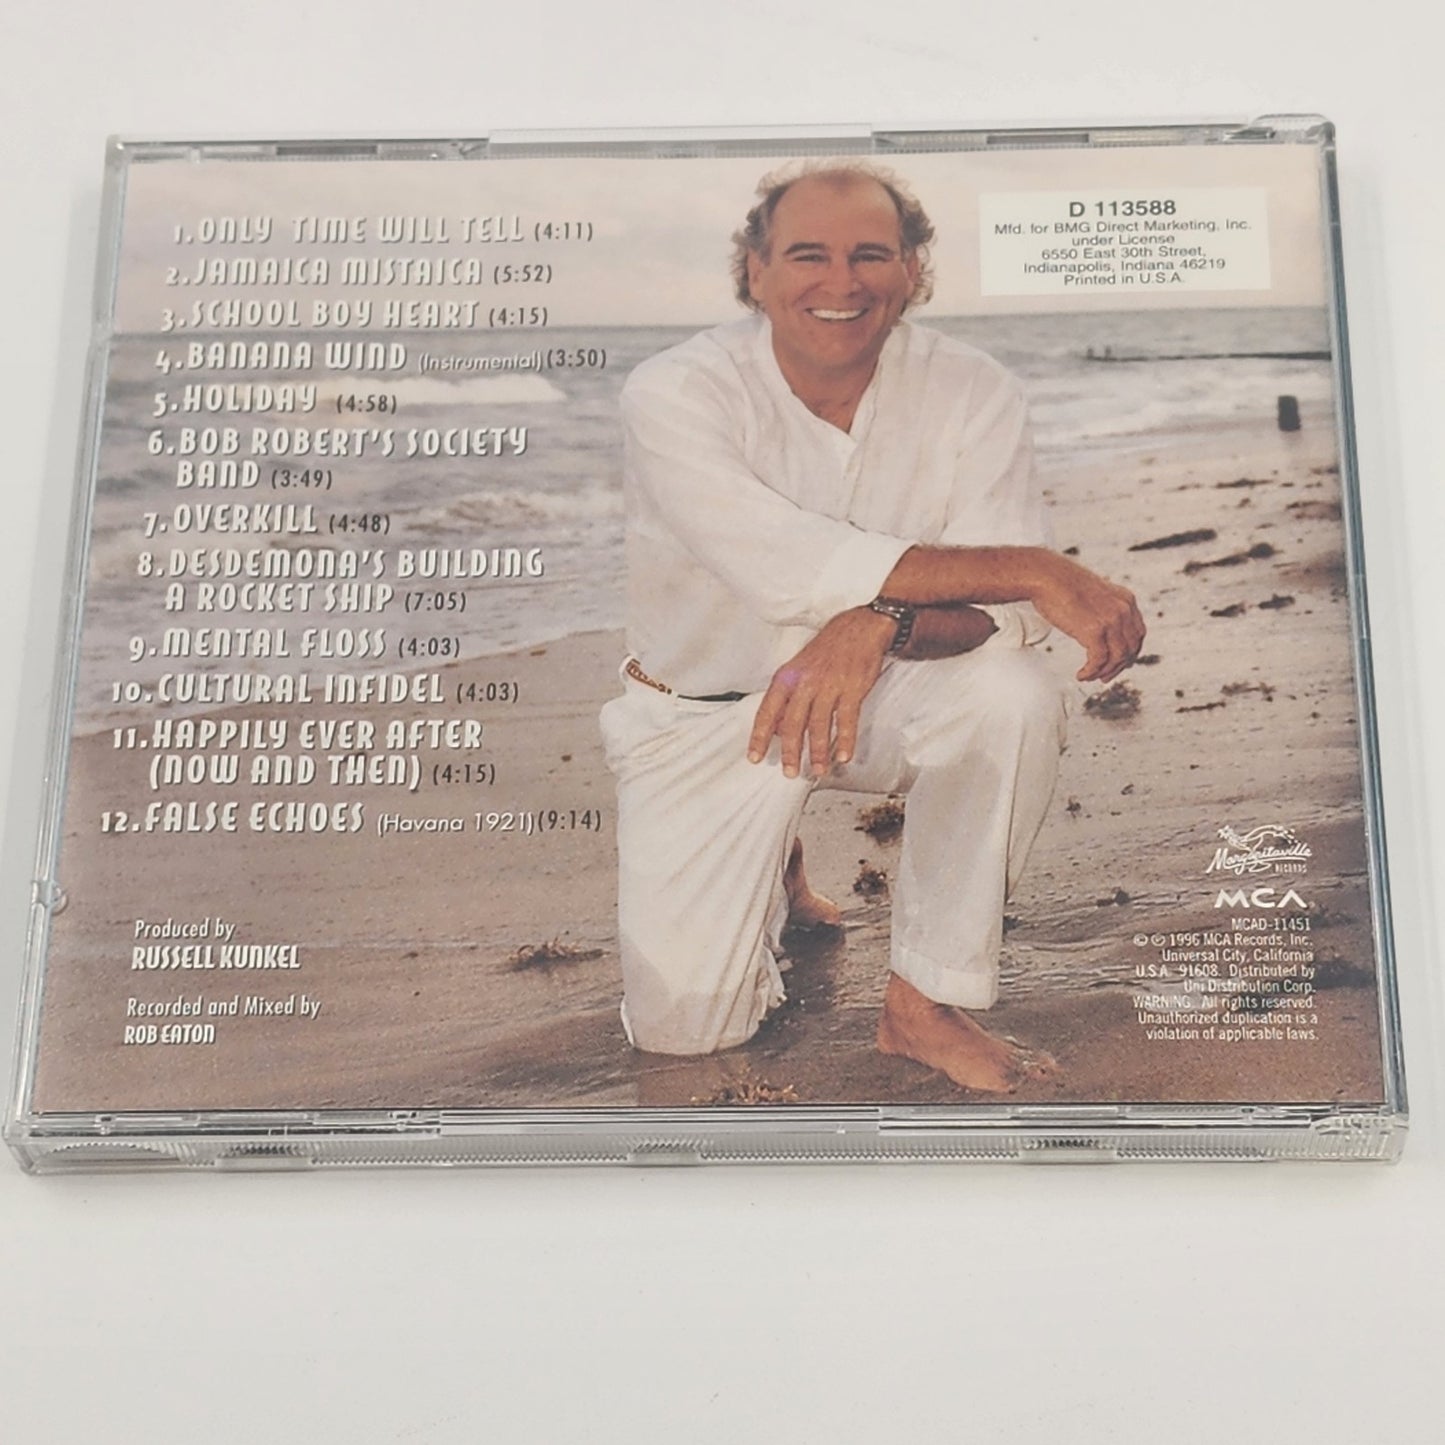 1. ONLY TIME WILL TELL (4:11)
2. JAMAICA MISTAICA (5:52)
3. SCHOOL BOY HEART (4:15)
4. BANANA WIND (Instrumental) (3:50)
5. HOLIDAY (4:58)
6. BOB ROBERT'S SOCIETY
BAND (3:49)
7. OVERKILL (4:48)
8. DESDEMONA'S BUILDING
A ROCKET SHIP (7:05)
9. MENTAL FLOSS (4:03)
10. CULTURAL INFIDEL (4:03)
11. HAPPILY EVER AFTER
(NOW AND THEN) (4:15)
12. FALSE ECHOES (Havana 1921) (9:14)
Produced by
RUSSELL KUNKEL
Recorded and Mixed by
ROB EATON
D 113588
Mfd. for BMG Direct Marketing, Inc.
under License
6550 East 30th Street,
Indianapolis, Indiana 46219
Printed in U.S.A.
Margaritaville
RECORDS
MCA
MCAD-11451
© ℗ 1996 MCA Records, Inc.
Universal City, California
U.S.A. 91608. Distributed by
Uni Distribution Corp.
WARNING: All rights reserved.
Unauthorized duplication is a
violation of applicable laws.